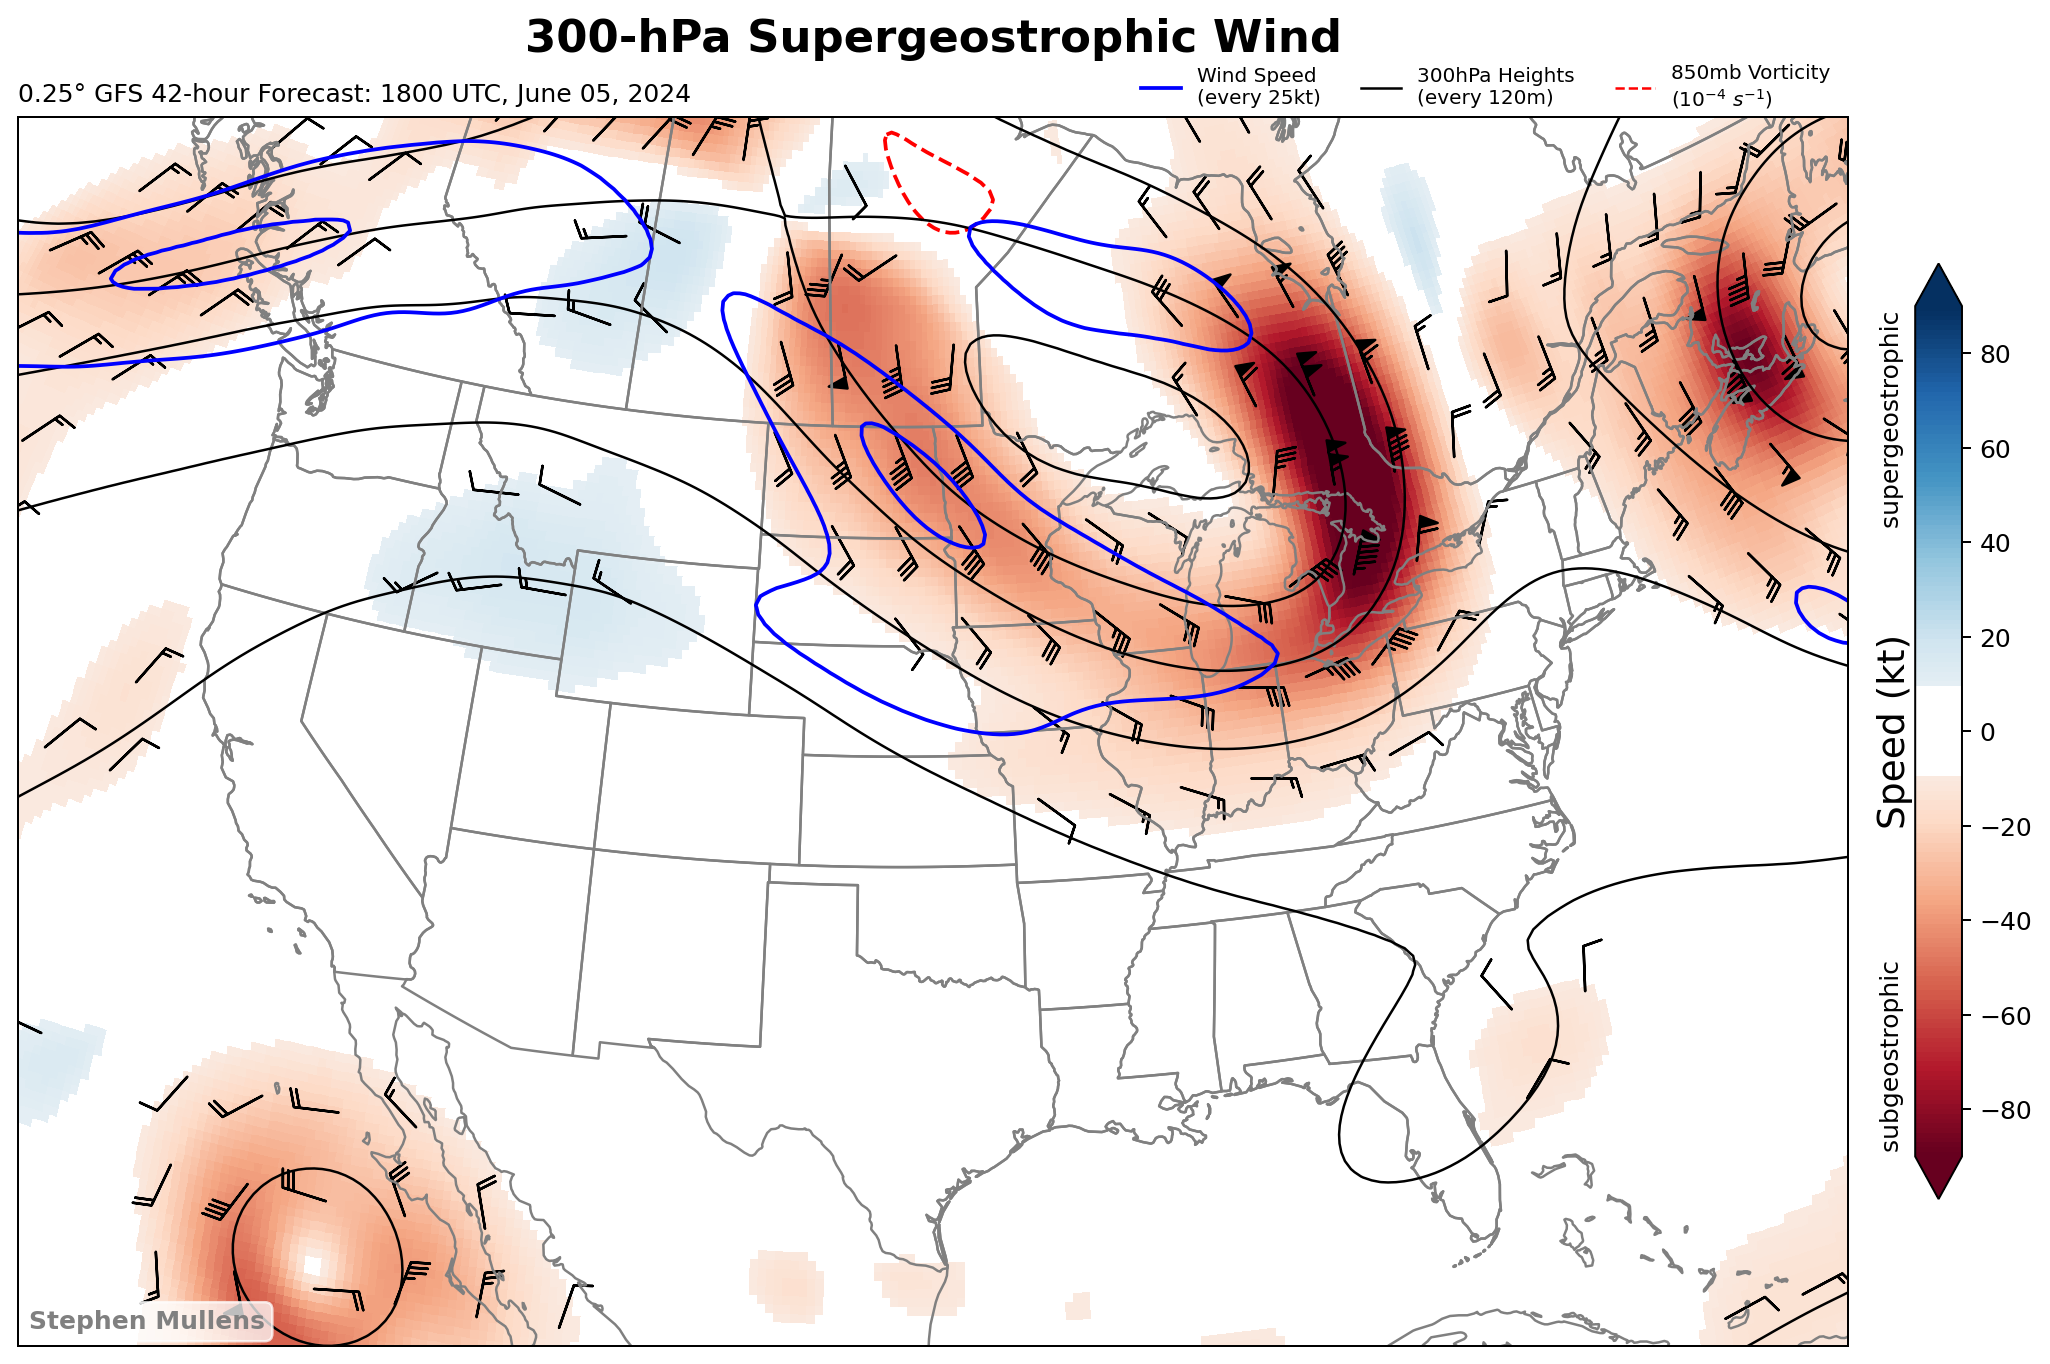 300-hPa Supergeostrophic Wind
0.25° GFS 42-hour Forecast: 1800 UTC, June 05, 2024
Wind Speed
(every 25kt)
300hPa Heights
(every 120m)
850mb Vorticity
(10⁻⁴ s⁻¹)
supergeostrophic
Speed (kt)
subgeostrophic
80
60
40
20
0
−20
−40
−60
−80
Stephen Mullens